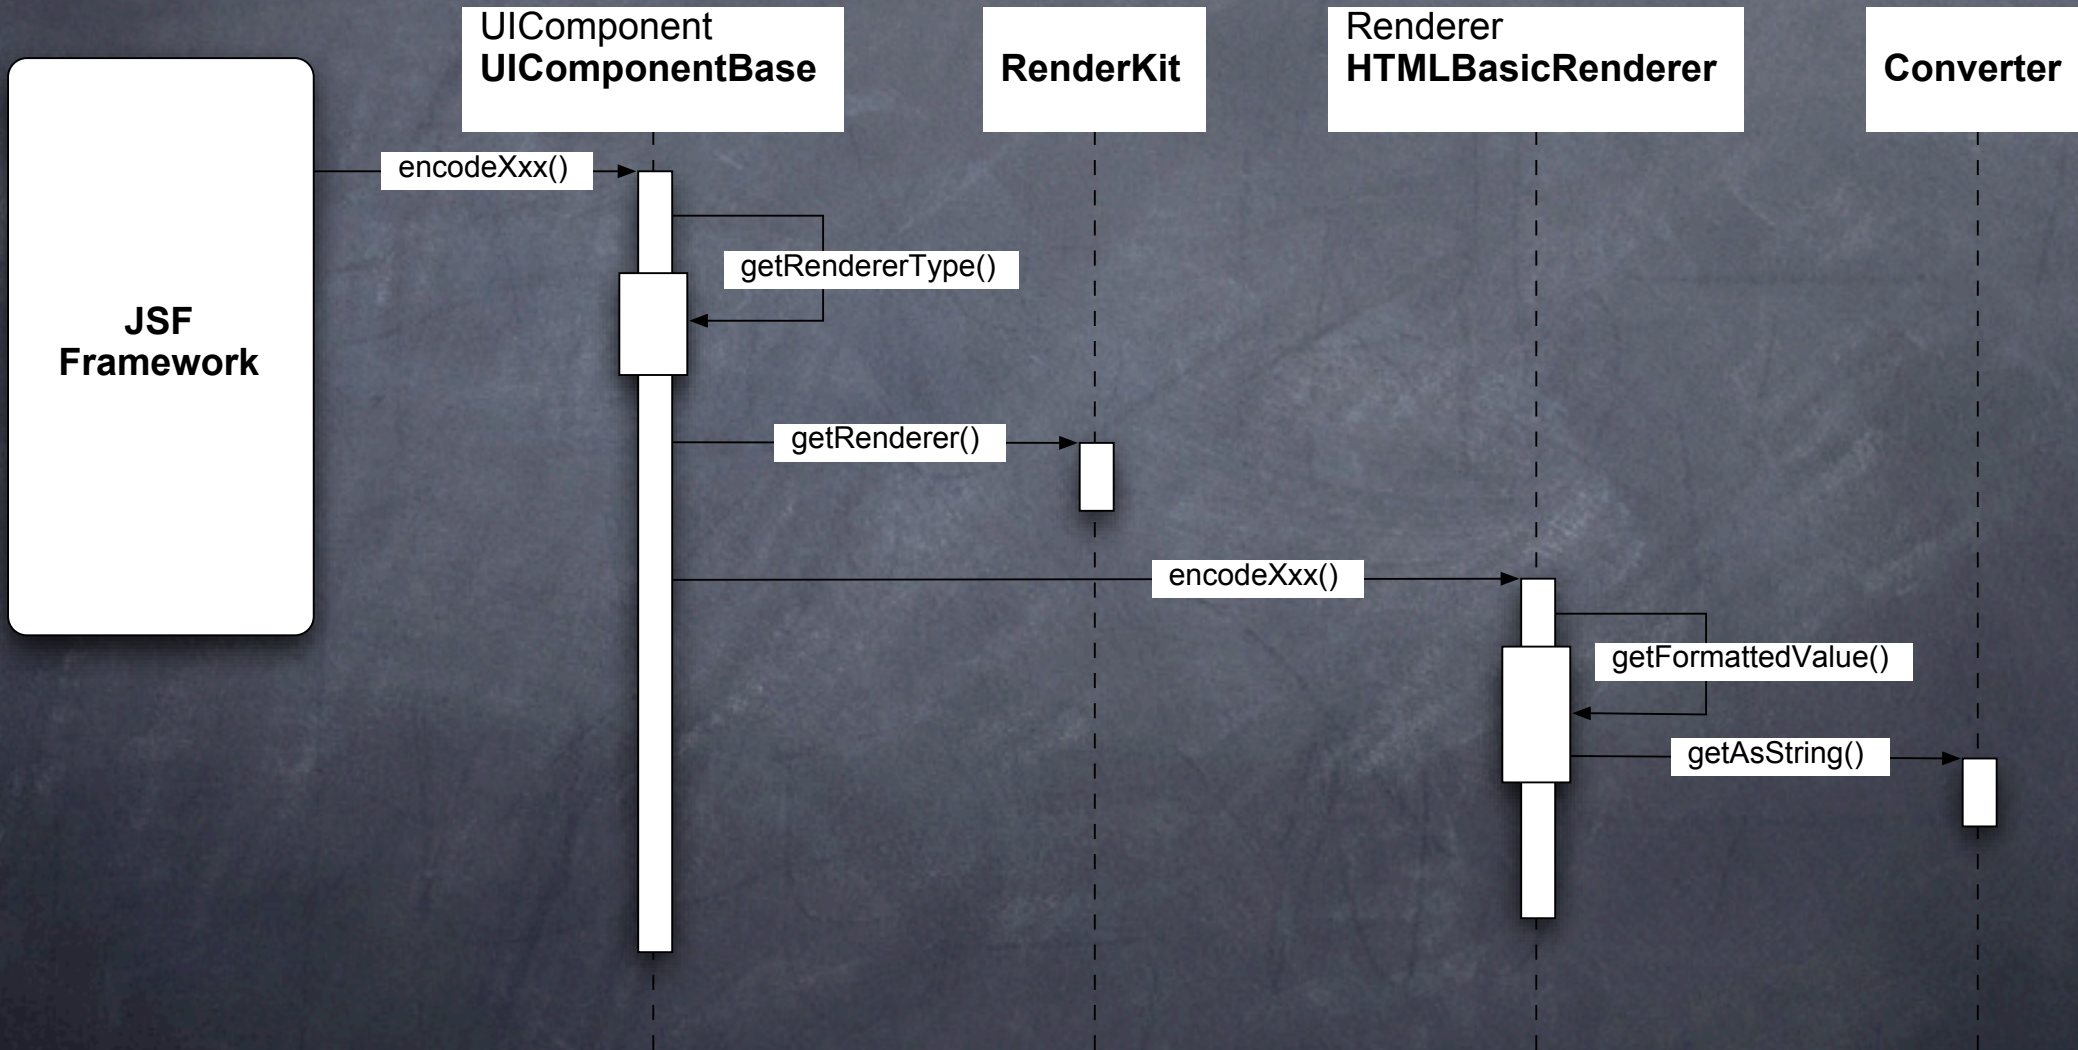 UIComponent
UIComponentBase
RenderKit
Renderer
HTMLBasicRenderer
Converter
JSF
Framework
encodeXxx()
getRendererType()
getRenderer()
encodeXxx()
getFormattedValue()
getAsString()